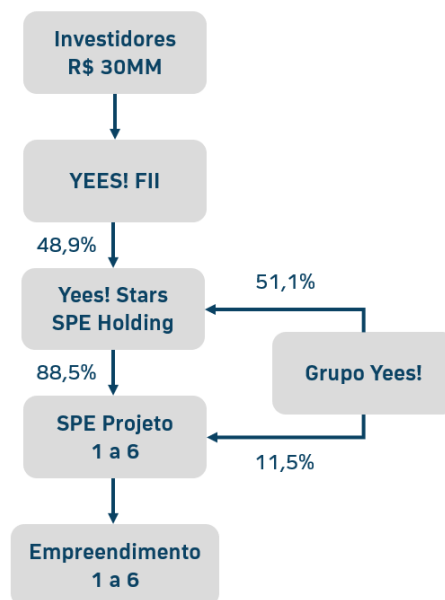 Investidores
R$ 30MM
YEES! FII
48,9%
Yees! Stars
SPE Holding
51,1%
88,5%
Grupo Yees!
SPE Projeto
1 a 6
11,5%
Empreendimento
1 a 6